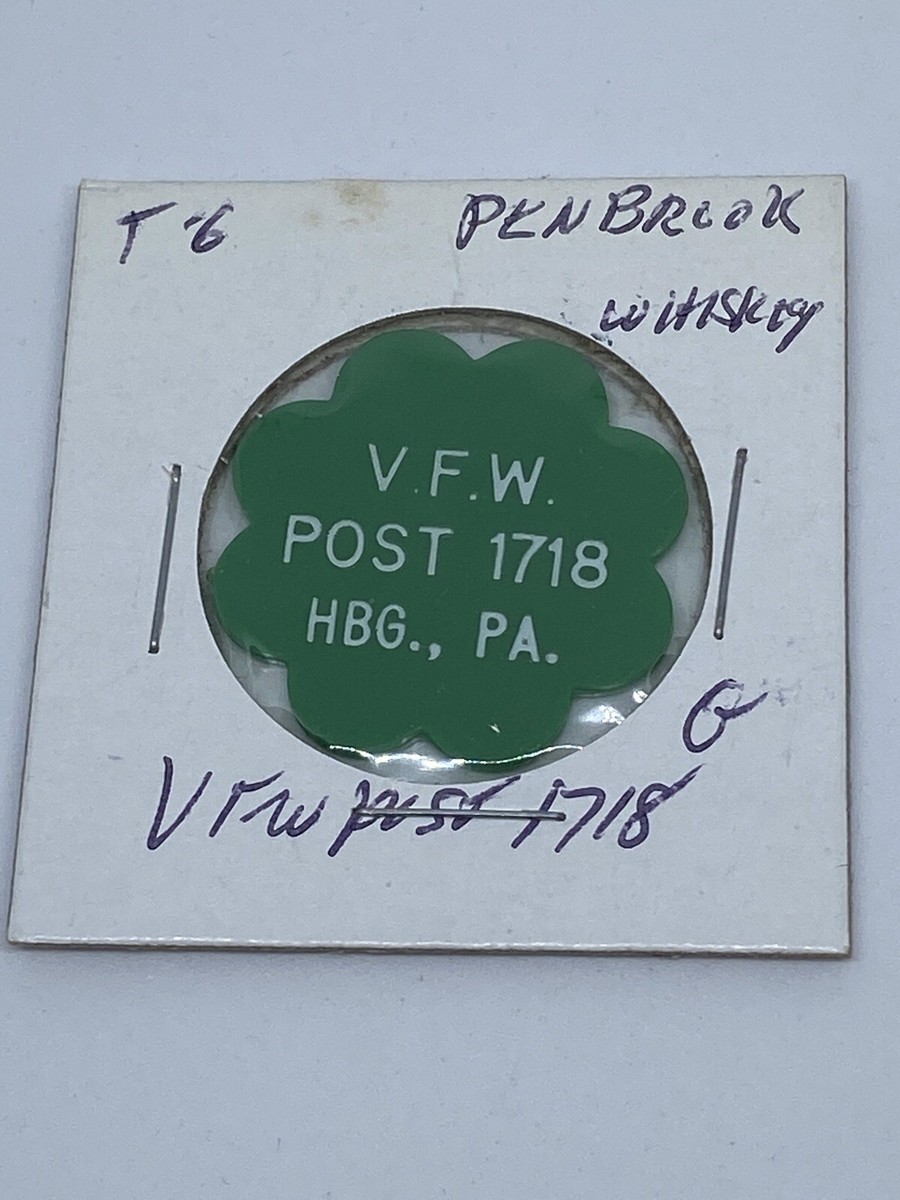 T 6 PENBROOK
WHISKEY
V.F.W.
POST 1718
HBG., PA.
G
VFW post 1718